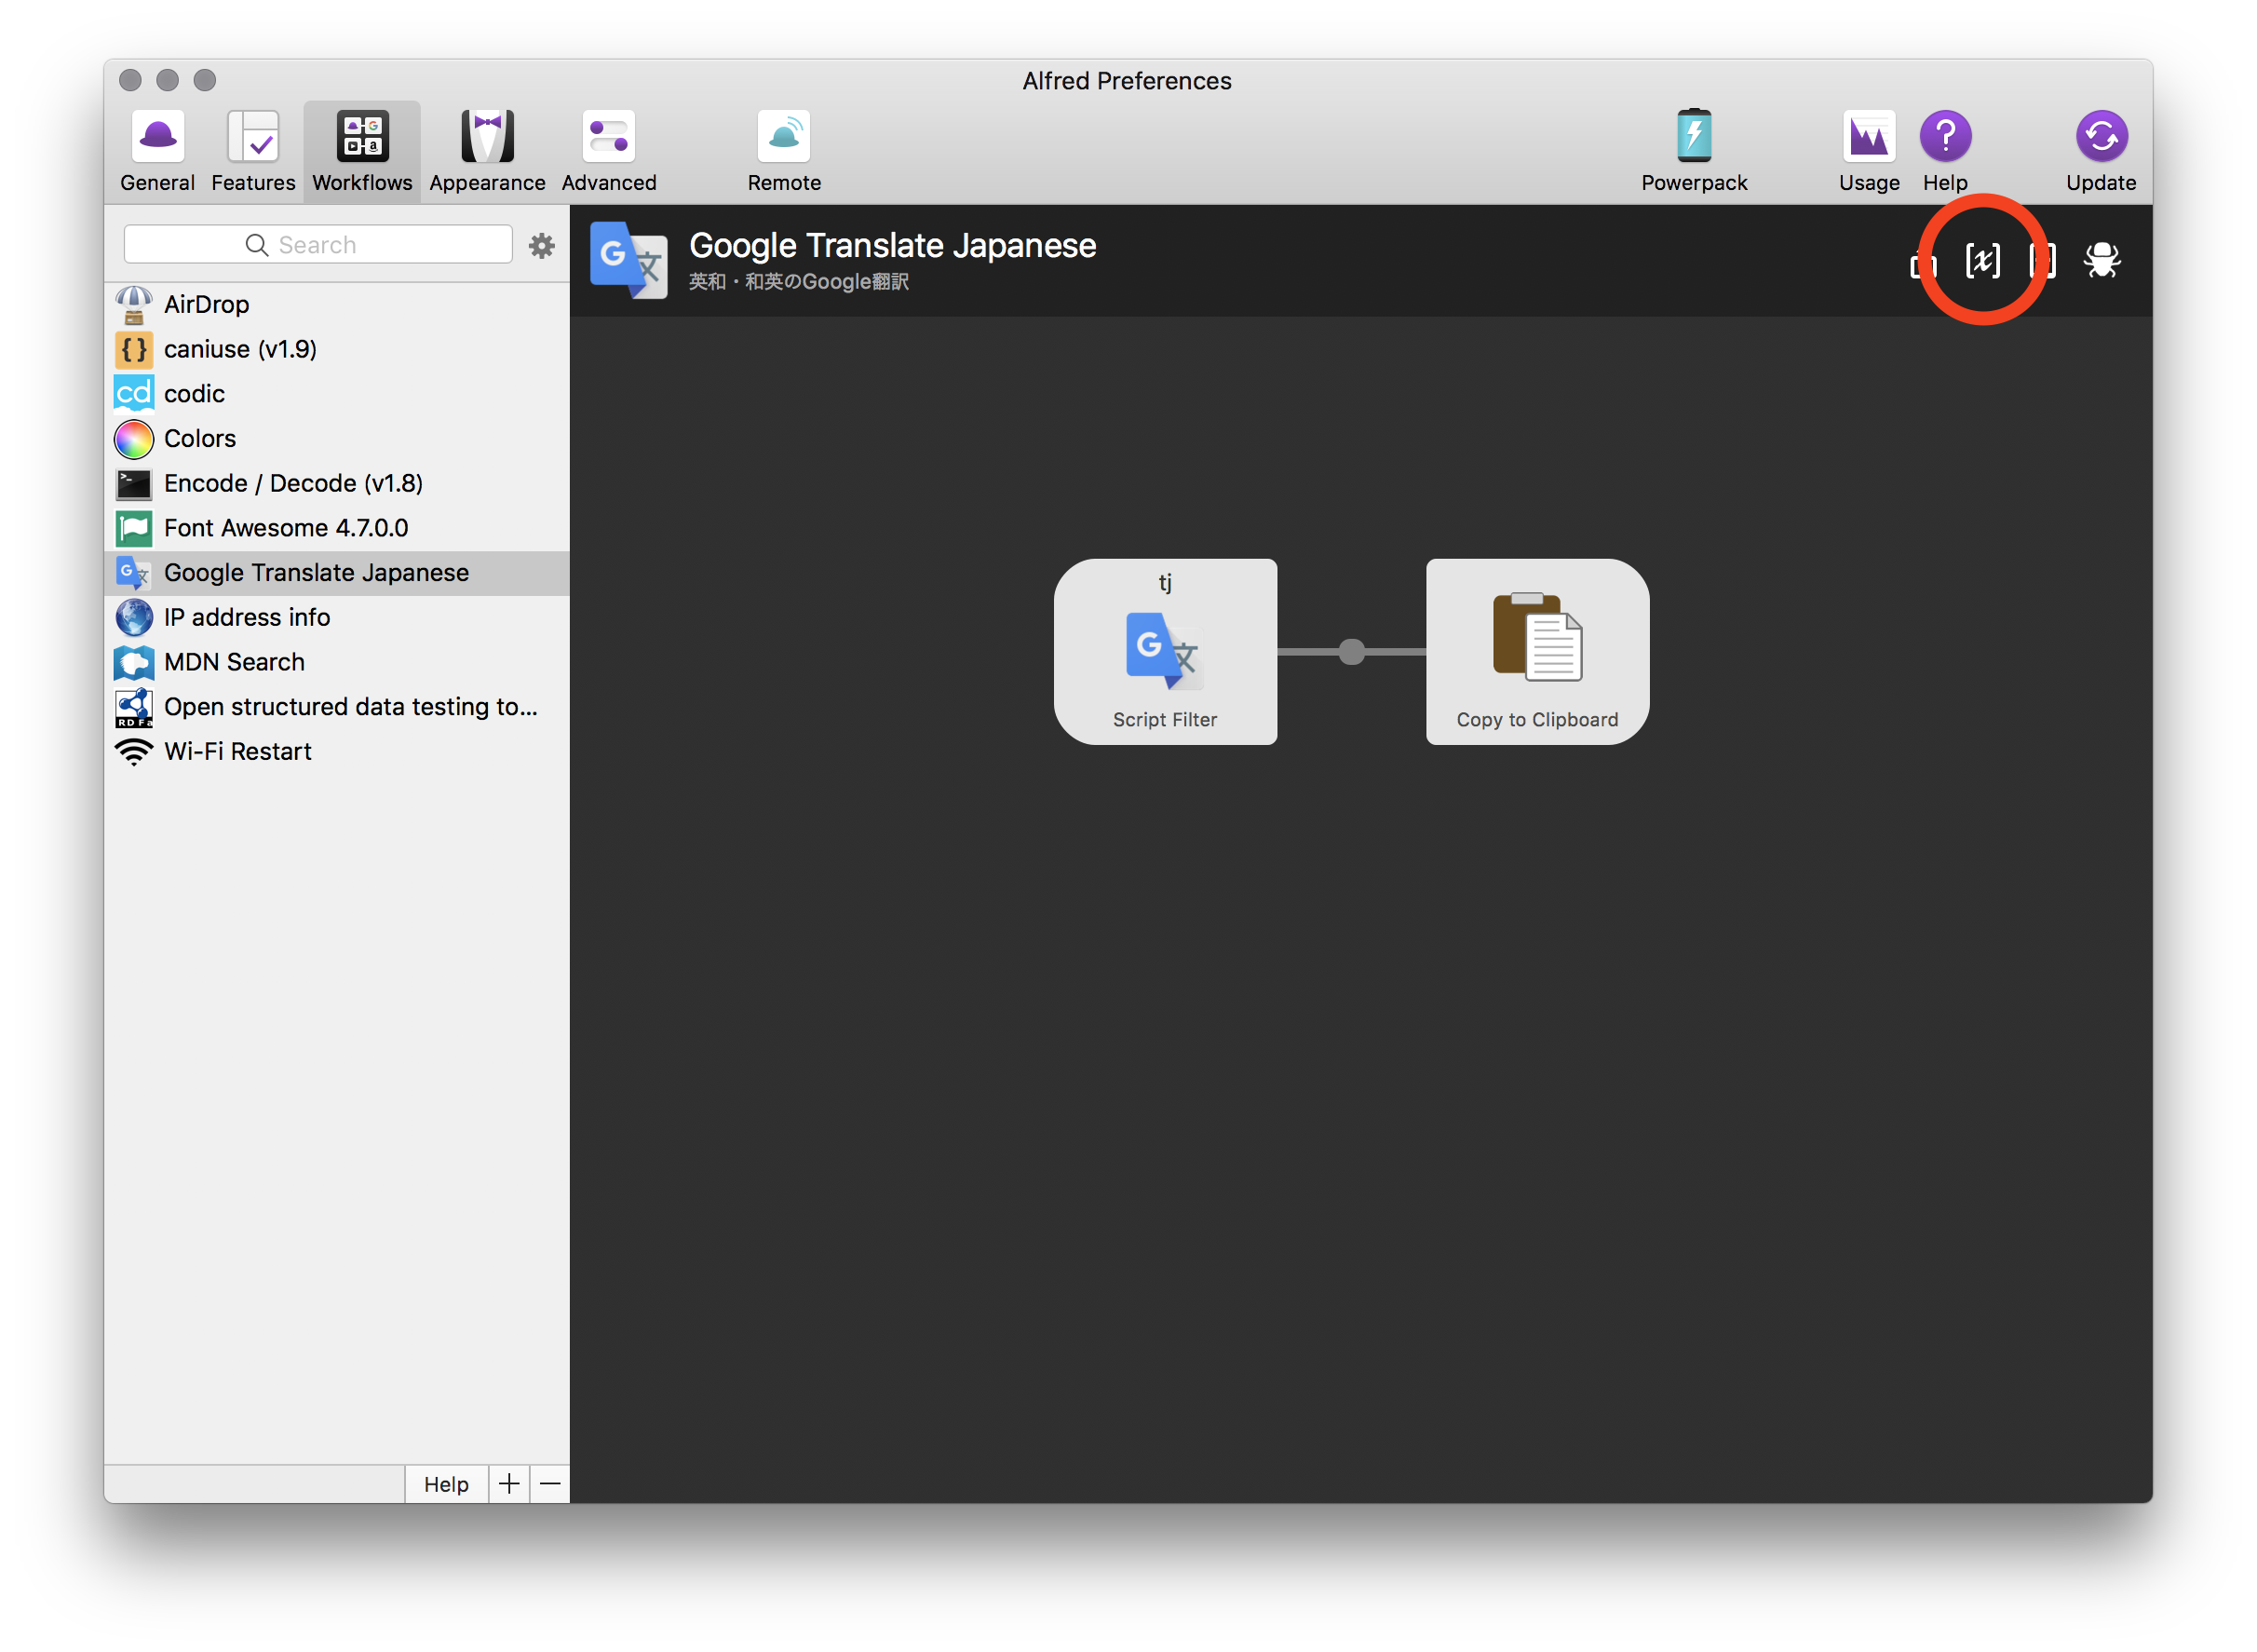 Alfred Preferences
General
Features
Workflows
Appearance
Advanced
Remote
Powerpack
Usage
Help
Update
Search
AirDrop
caniuse (v1.9)
codic
Colors
Encode / Decode (v1.8)
Font Awesome 4.7.0.0
Google Translate Japanese
IP address info
MDN Search
Open structured data testing to...
Wi-Fi Restart
Help
Google Translate Japanese
英和・和英のGoogle翻訳
[x]
tj
Script Filter
Copy to Clipboard